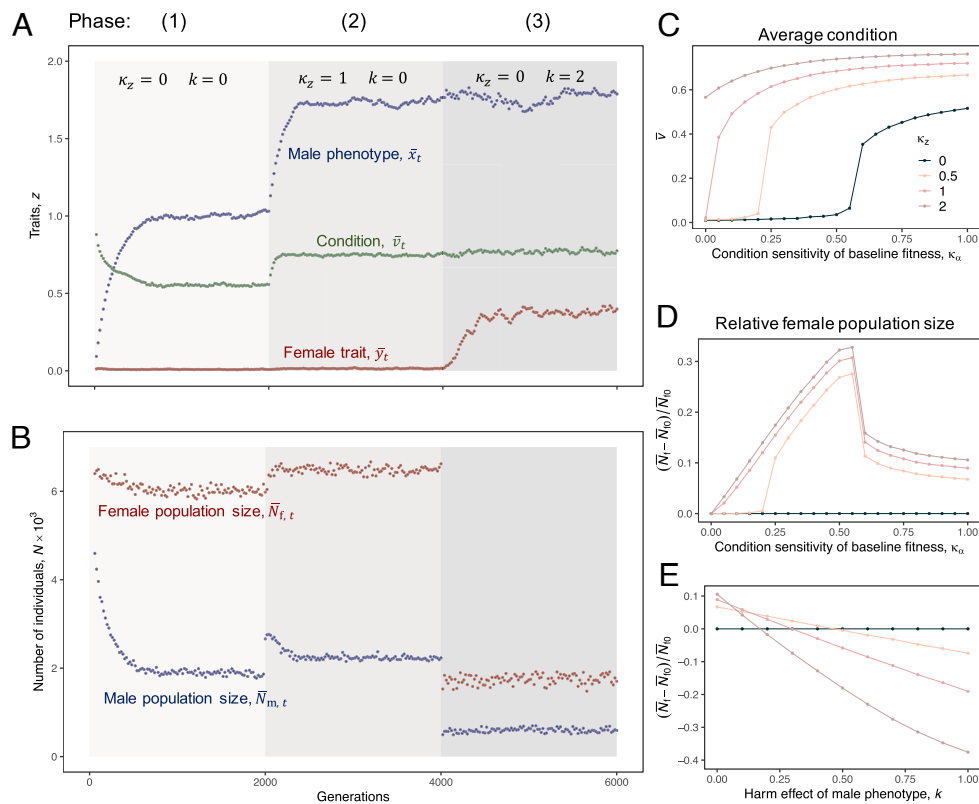 A
Phase: (1) (2) (3)
κz = 0 k = 0
κz = 1 k = 0
κz = 0 k = 2
2.0
1.5
1.0
0.5
0.0
Traits, z
Male phenotype, x̄t
Condition, v̄t
Female trait, ȳt
B
6
4
2
0
Number of individuals, N × 10³
Female population size, N̄f, t
Male population size, N̄m, t
0 2000 4000 6000
Generations
C
Average condition
0.6
0.4
0.2
0.0
v̄
κz
0
0.5
1
2
0.00 0.25 0.50 0.75 1.00
Condition sensitivity of baseline fitness, κα
D
Relative female population size
0.3
0.2
0.1
0.0
(N̄f − N̄f0) / N̄f0
0.00 0.25 0.50 0.75 1.00
Condition sensitivity of baseline fitness, κα
E
0.1
0.0
−0.1
−0.2
−0.3
−0.4
(N̄f − N̄f0) / N̄f0
0.00 0.25 0.50 0.75 1.00
Harm effect of male phenotype, k